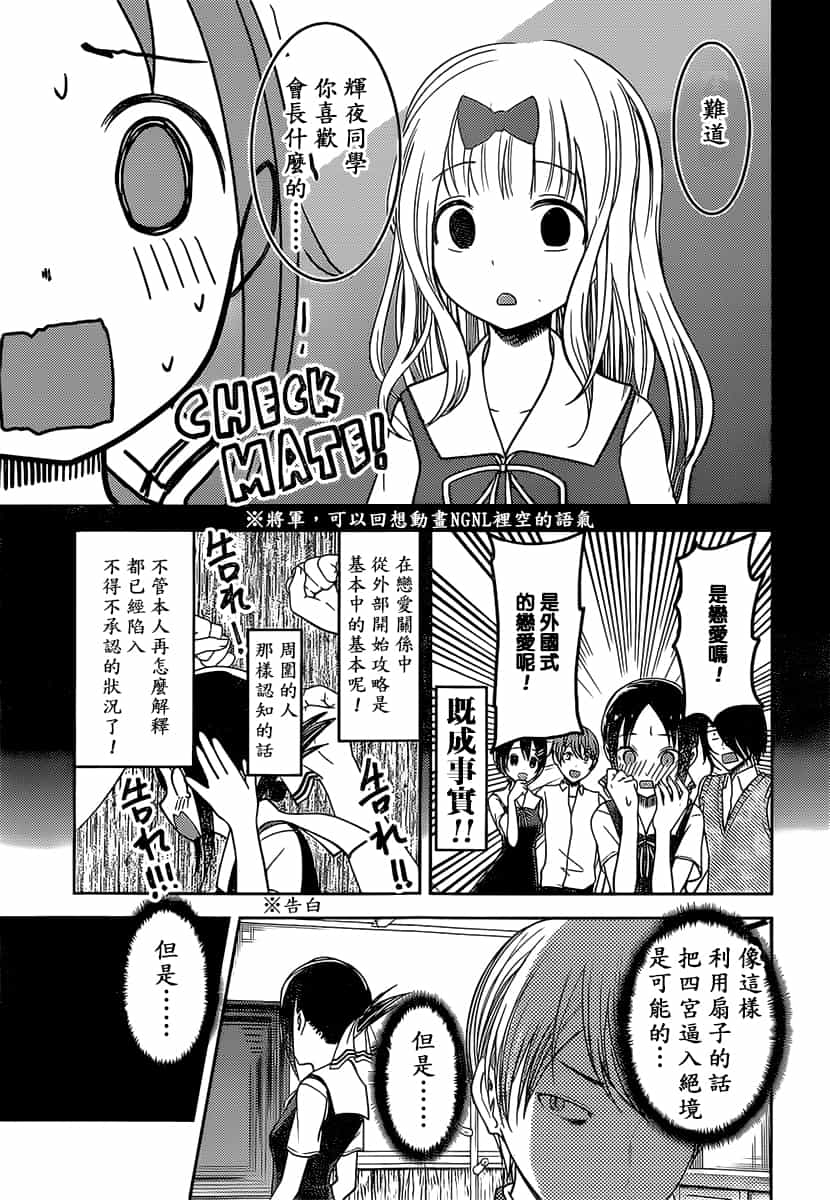 難道
輝夜同學
你喜歡
會長什麼的……
CHECK
MATE!
※將軍，可以回想動畫NGNL裡空的語氣
是戀愛嗎！
是外國式
的戀愛呢！
既成事實!!
在戀愛關係中
從外部開始攻略是
基本中的基本呢！
周圍的人
那樣認知的話
不管本人再怎麼解釋
都已經陷入
不得不承認的狀況了！
告れ!!
告れ!!
告れ!!!
※告白
像這樣
利用扇子的話
把四宮逼入絕境
是可能的……
但是……
但是……